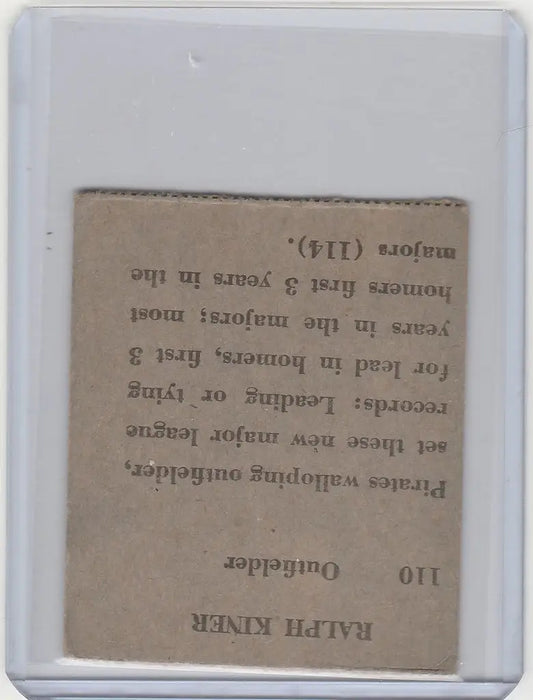 RALPH KINER
110 Outfielder
Pirates walloping outfielder,
set these new major league
records: Leading or tying
for lead in homers, first 3
years in the majors; most
homers first 3 years in the
majors (114).